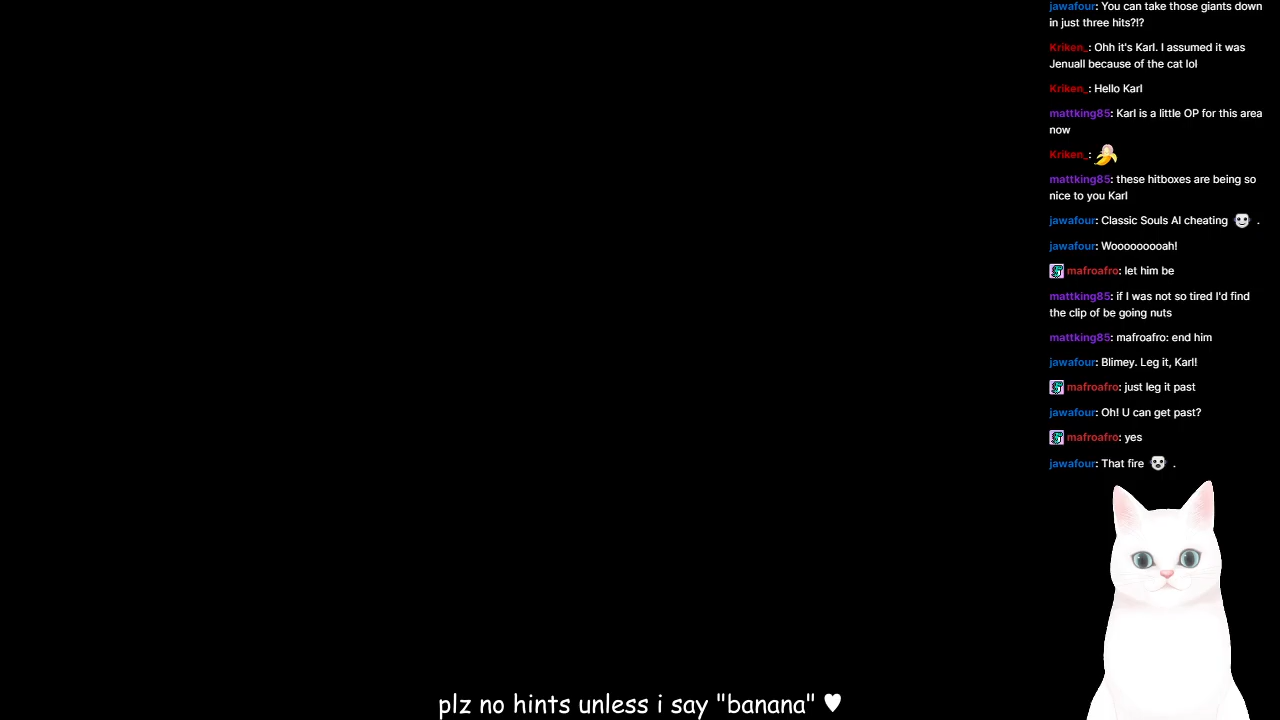 jawafour: You can take those giants down
in just three hits?!?
Kriken_: Ohh it's Karl. I assumed it was
Jenuall because of the cat lol
Kriken_: Hello Karl
mattking85: Karl is a little OP for this area
now
Kriken_:
mattking85: these hitboxes are being so
nice to you Karl
jawafour: Classic Souls AI cheating .
jawafour: Wooooooooah!
mafroafro: let him be
mattking85: if I was not so tired I'd find
the clip of be going nuts
mattking85: mafroafro: end him
jawafour: Blimey. Leg it, Karl!
mafroafro: just leg it past
jawafour: Oh! U can get past?
mafroafro: yes
jawafour: That fire .
plz no hints unless i say "banana" ♥